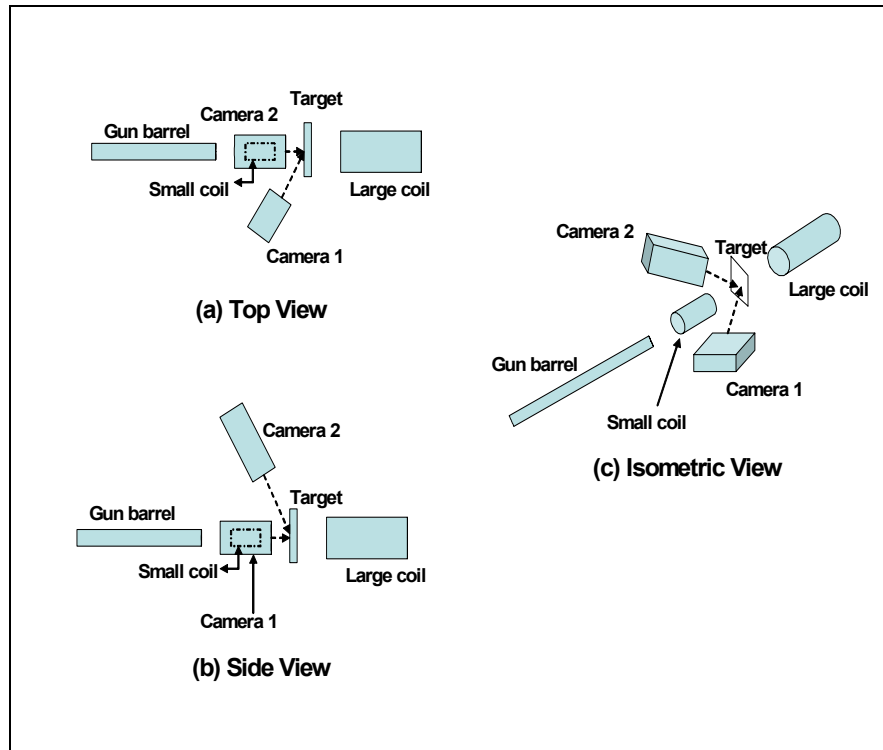 Target
Camera 2
Gun barrel
Small coil
Large coil
Camera 1
(a) Top View
Camera 2
Target
Gun barrel
Small coil
Large coil
Camera 1
(b) Side View
Camera 2
Target
Large coil
Gun barrel
Camera 1
Small coil
(c) Isometric View